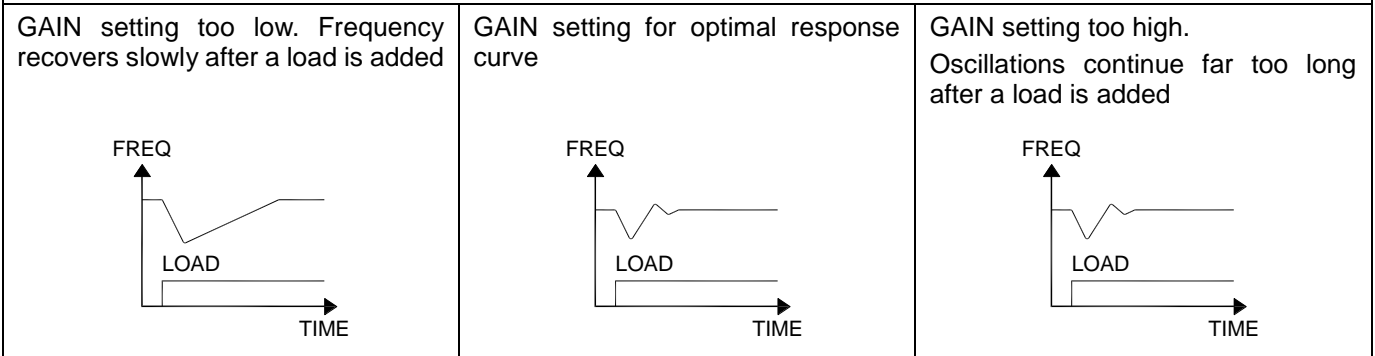 GAIN setting too low. Frequency
recovers slowly after a load is added
FREQ
LOAD
TIME
GAIN setting for optimal response
curve
FREQ
LOAD
TIME
GAIN setting too high.
Oscillations continue far too long
after a load is added
FREQ
LOAD
TIME